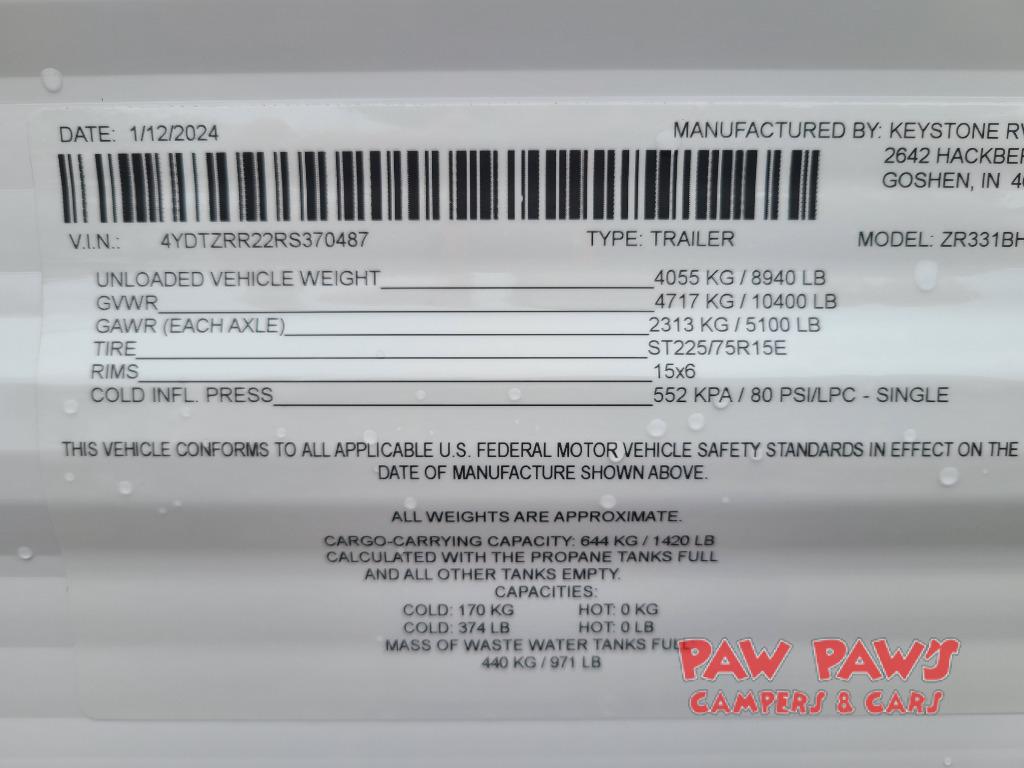 DATE: 1/12/2024 MANUFACTURED BY: KEYSTONE RV
2642
GOSHEN, IN
V.I.N.: 4YDTZRR22RS370487 TYPE: TRAILER MODEL: ZR331BH
UNLOADED VEHICLE WEIGHT 4055 KG / 8940 LB
GVWR 4717 KG / 10400 LB
GAWR (EACH AXLE) 2313 KG / 5100 LB
TIRE ST225/75R15E
RIMS 15x6
COLD INFL. PRESS 552 KPA / 80 PSI/LPC - SINGLE
THIS VEHICLE CONFORMS TO ALL APPLICABLE U.S. FEDERAL MOTOR VEHICLE SAFETY STANDARDS IN EFFECT ON THE
DATE OF MANUFACTURE SHOWN ABOVE.
ALL WEIGHTS ARE APPROXIMATE.
CARGO-CARRYING CAPACITY: 644 KG / 1420 LB
CALCULATED WITH THE PROPANE TANKS FULL
AND ALL OTHER TANKS EMPTY.
CAPACITIES:
COLD: 170 KG HOT: 0 KG
COLD: 374 LB HOT: 0 LB
MASS OF WASTE WATER TANKS FULL
440 KG / 971 LB
PAW PAW'S
CAMPERS & CARS